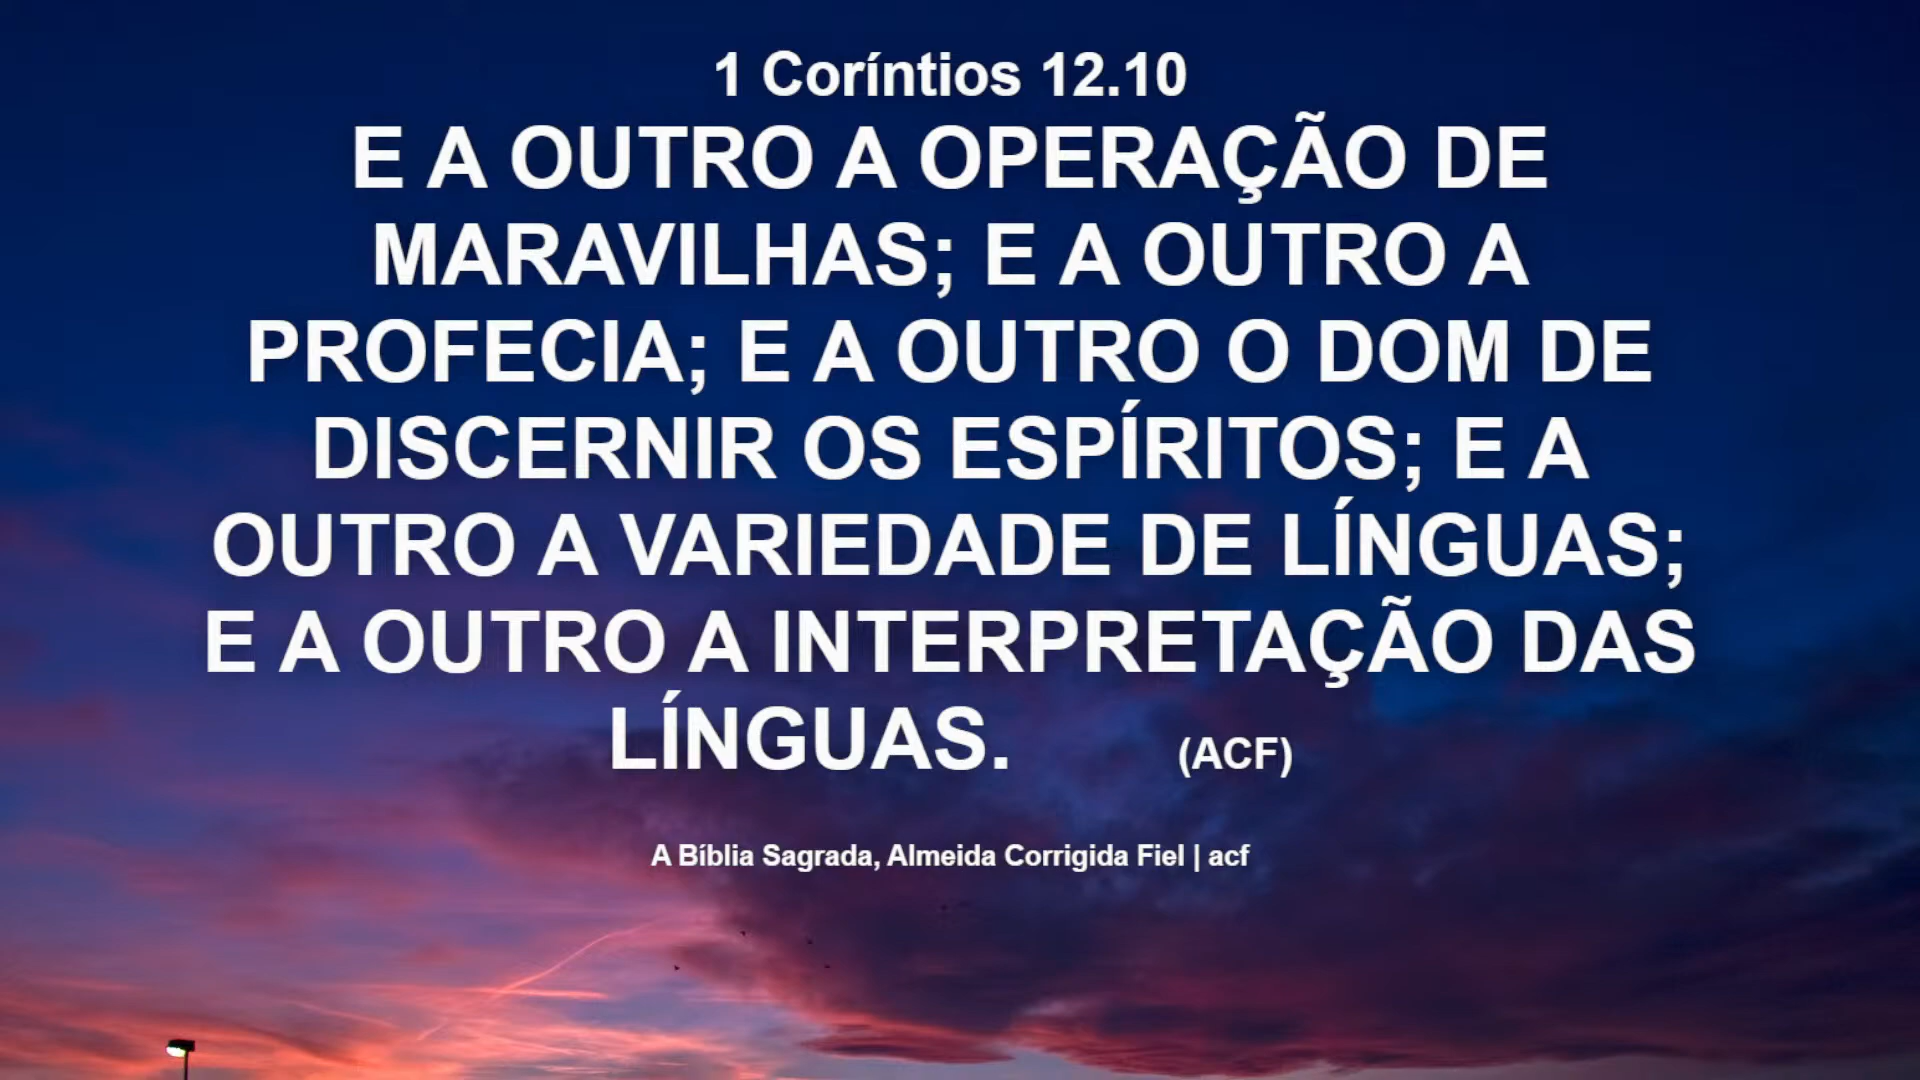 1 Coríntios 12.10
E A OUTRO A OPERAÇÃO DE
MARAVILHAS; E A OUTRO A
PROFECIA; E A OUTRO O DOM DE
DISCERNIR OS ESPÍRITOS; E A
OUTRO A VARIEDADE DE LÍNGUAS;
E A OUTRO A INTERPRETAÇÃO DAS
LÍNGUAS. (ACF)
A Bíblia Sagrada, Almeida Corrigida Fiel | acf